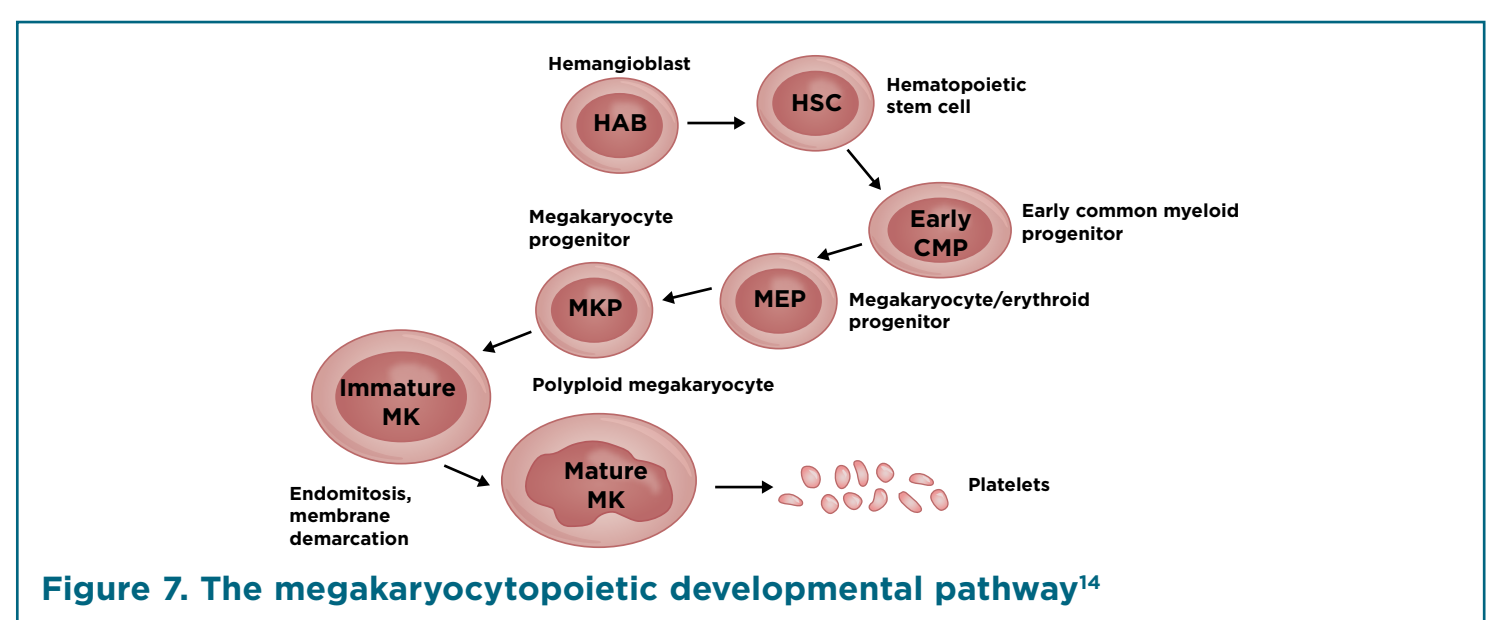 Hemangioblast
HAB
HSC
Hematopoietic
stem cell
Early
CMP
Early common myeloid
progenitor
MEP
Megakaryocyte/erythroid
progenitor
Megakaryocyte
progenitor
MKP
Immature
MK
Endomitosis,
membrane
demarcation
Polyploid megakaryocyte
Mature
MK
Platelets
Figure 7. The megakaryocytopoietic developmental pathway¹⁴